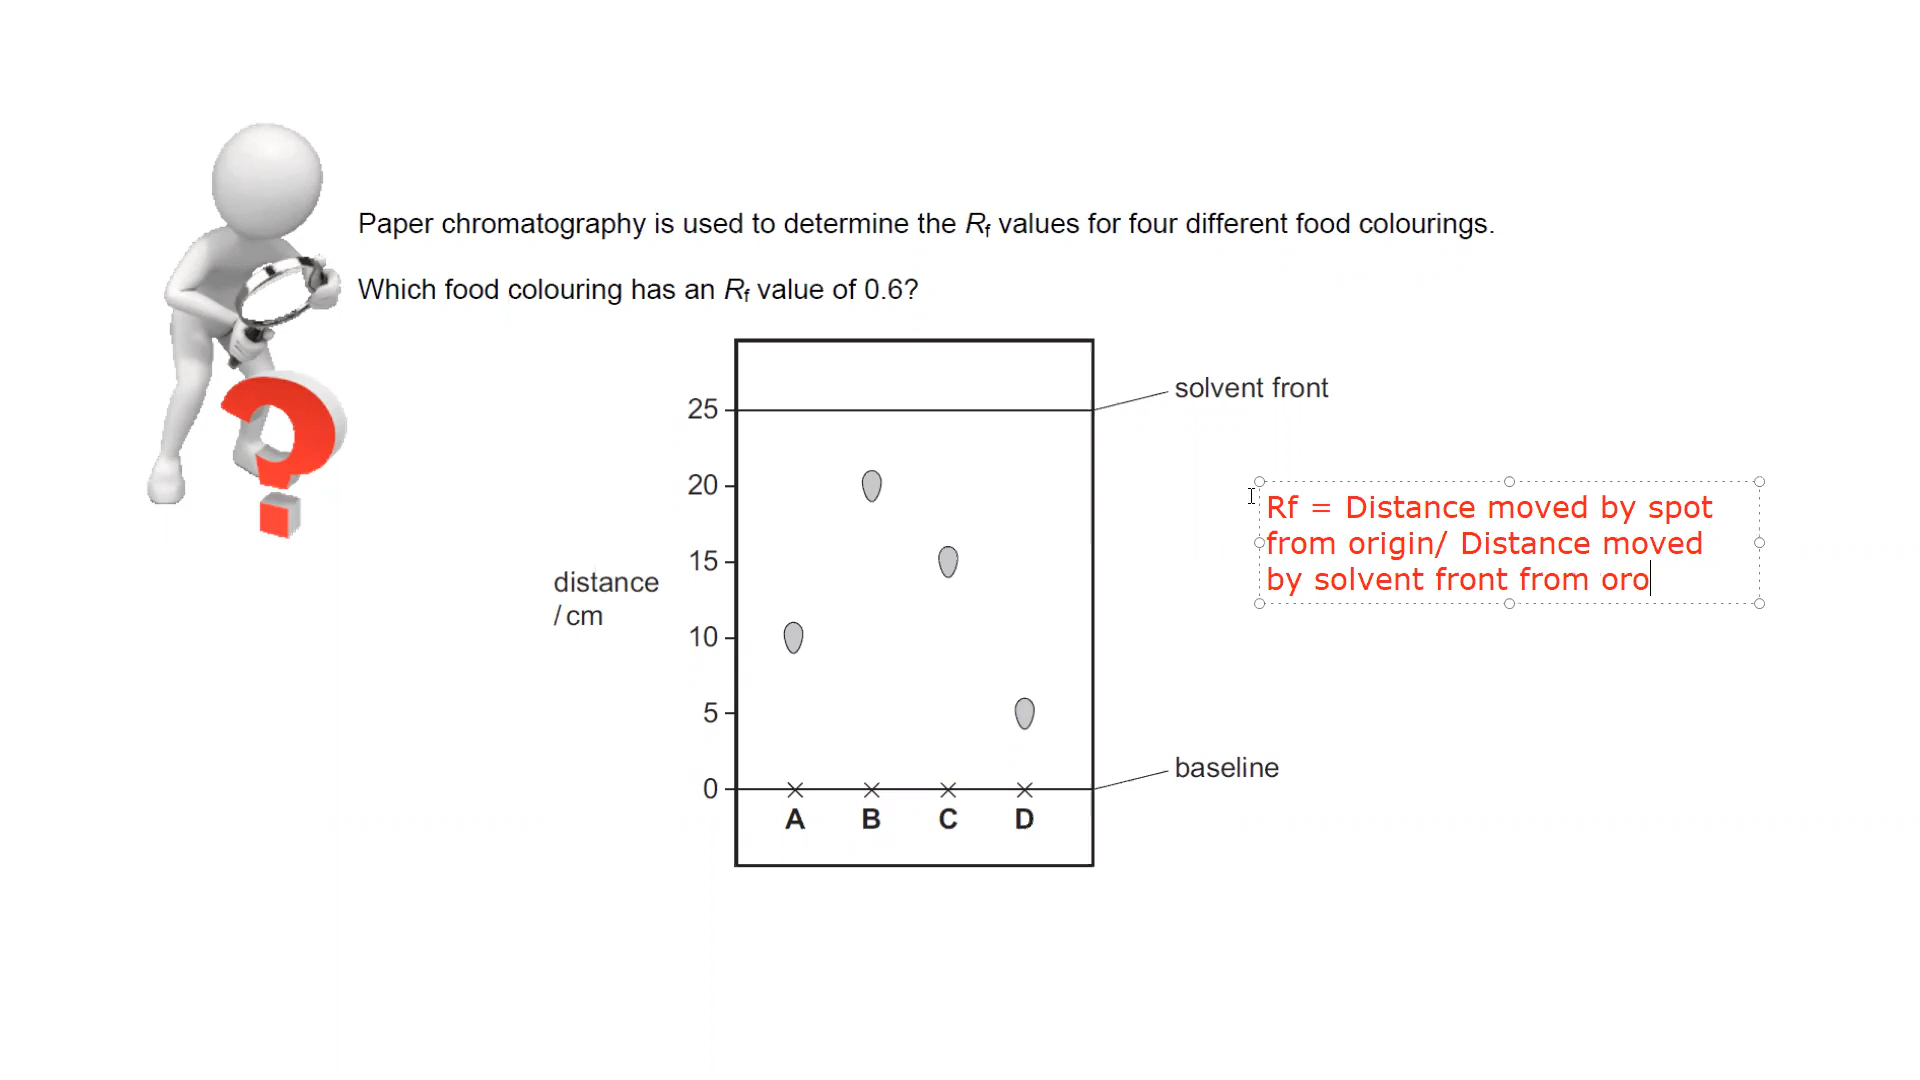 Paper chromatography is used to determine the Rf values for four different food colourings.
Which food colouring has an Rf value of 0.6?
solvent front
25
20
15
10
5
0
distance
/ cm
Rf = Distance moved by spot
from origin/ Distance moved
by solvent front from oro
baseline
A B C D